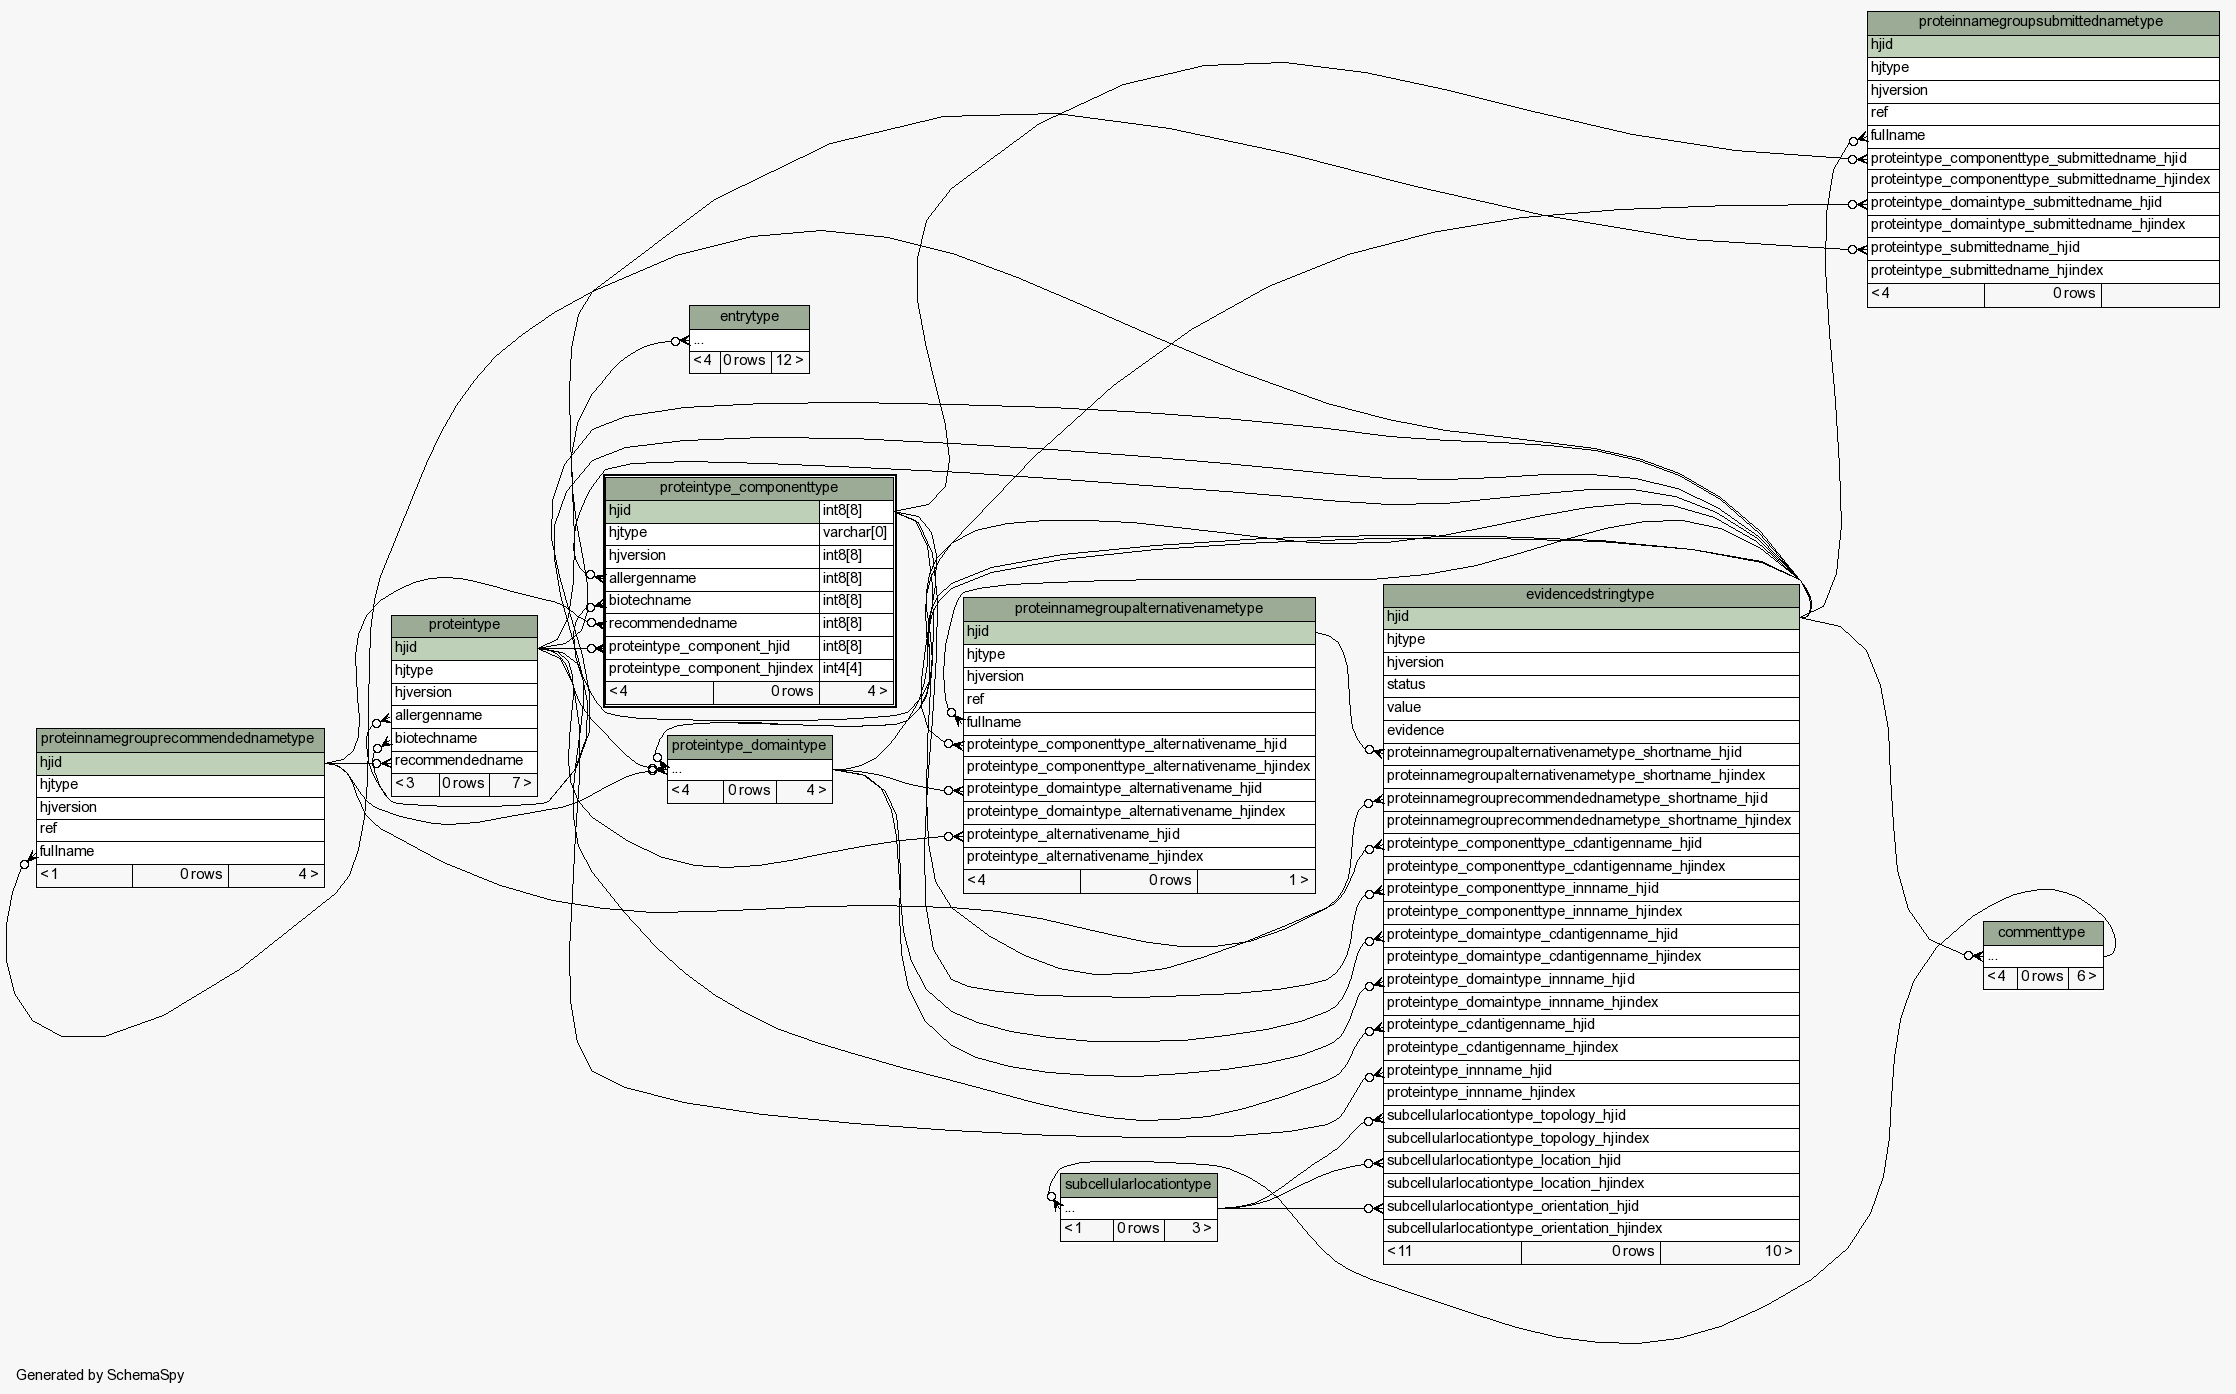 proteinnamegroupsubmittednametype
hjid
hjtype
hjversion
ref
fullname
proteintype_componenttype_submittedname_hjid
proteintype_componenttype_submittedname_hjindex
proteintype_domaintype_submittedname_hjid
proteintype_domaintype_submittedname_hjindex
proteintype_submittedname_hjid
proteintype_submittedname_hjindex
< 4 0 rows
entrytype
...
< 4 0 rows 12 >
proteintype_componenttype
hjid int8[8]
hjtype varchar[0]
hjversion int8[8]
allergenname int8[8]
biotechname int8[8]
recommendedname int8[8]
proteintype_component_hjid int8[8]
proteintype_component_hjindex int4[4]
< 4 0 rows 4 >
proteintype
hjid
hjtype
hjversion
allergenname
biotechname
recommendedname
< 3 0 rows 7 >
proteinnamegrouprecommendednametype
hjid
hjtype
hjversion
ref
fullname
< 1 0 rows 4 >
proteintype_domaintype
...
< 4 0 rows 4 >
proteinnamegroupalternativenametype
hjid
hjtype
hjversion
ref
fullname
proteintype_componenttype_alternativename_hjid
proteintype_componenttype_alternativename_hjindex
proteintype_domaintype_alternativename_hjid
proteintype_domaintype_alternativename_hjindex
proteintype_alternativename_hjid
proteintype_alternativename_hjindex
< 4 0 rows 1 >
evidencedstringtype
hjid
hjtype
hjversion
status
value
evidence
proteinnamegroupalternativenametype_shortname_hjid
proteinnamegroupalternativenametype_shortname_hjindex
proteinnamegrouprecommendednametype_shortname_hjid
proteinnamegrouprecommendednametype_shortname_hjindex
proteintype_componenttype_cdantigenname_hjid
proteintype_componenttype_cdantigenname_hjindex
proteintype_componenttype_innname_hjid
proteintype_componenttype_innname_hjindex
proteintype_domaintype_cdantigenname_hjid
proteintype_domaintype_cdantigenname_hjindex
proteintype_domaintype_innname_hjid
proteintype_domaintype_innname_hjindex
proteintype_cdantigenname_hjid
proteintype_cdantigenname_hjindex
proteintype_innname_hjid
proteintype_innname_hjindex
subcellularlocationtype_topology_hjid
subcellularlocationtype_topology_hjindex
subcellularlocationtype_location_hjid
subcellularlocationtype_location_hjindex
subcellularlocationtype_orientation_hjid
subcellularlocationtype_orientation_hjindex
< 11 0 rows 10 >
commenttype
...
< 4 0 rows 6 >
subcellularlocationtype
...
< 1 0 rows 3 >
Generated by SchemaSpy